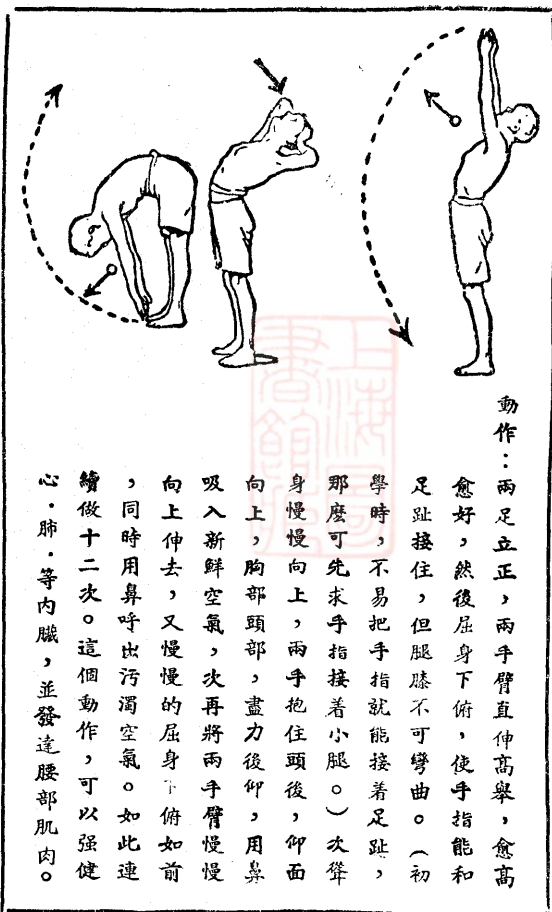 動作：兩足立正，兩手臂直伸高舉，愈高
愈好，然後屈身下俯，使手指能和
足趾接住，但腿膝不可彎曲。（初
學時，不易把手指就能接着足趾，
那麽可先求手指接着小腿。）次聳
身慢慢向上，兩手抱住頭後，仰面
向上，胸部頭部，盡力後仰，用鼻
吸入新鮮空氣，次再將兩手臂慢慢
向上伸去，又慢慢的屈身下俯如前
，同時用鼻呼出污濁空氣。如此連
續做十二次。這個動作，可以强健
心．肺．等內臟，並發達腰部肌肉。
上海圖
書館藏